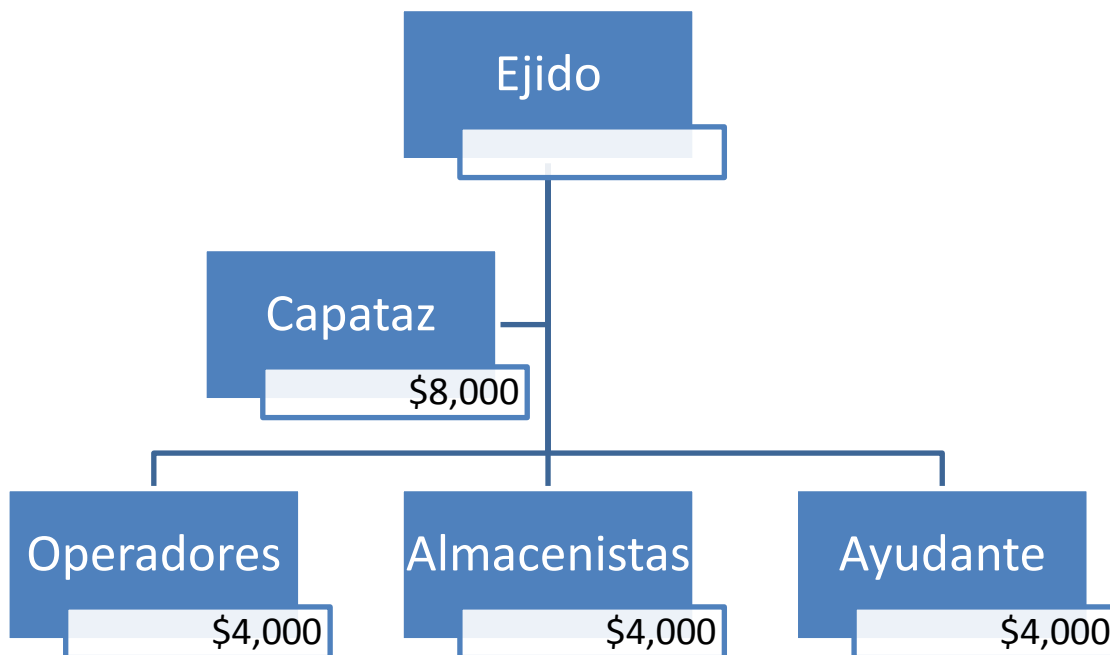 Ejido
Capataz
$8,000
Operadores
$4,000
Almacenistas
$4,000
Ayudante
$4,000